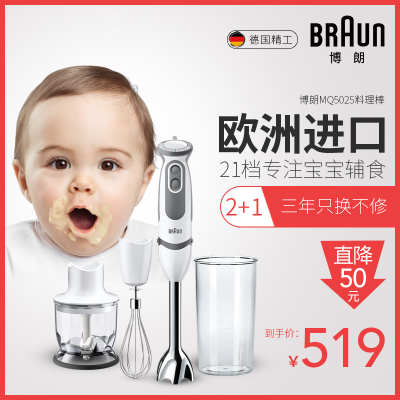 德国精工
BRAUN
博朗
博朗MQ5025料理棒
欧洲进口
21档专注宝宝辅食
2+1 三年只换不修
BRAUN
直降
50元
到手价：
¥519